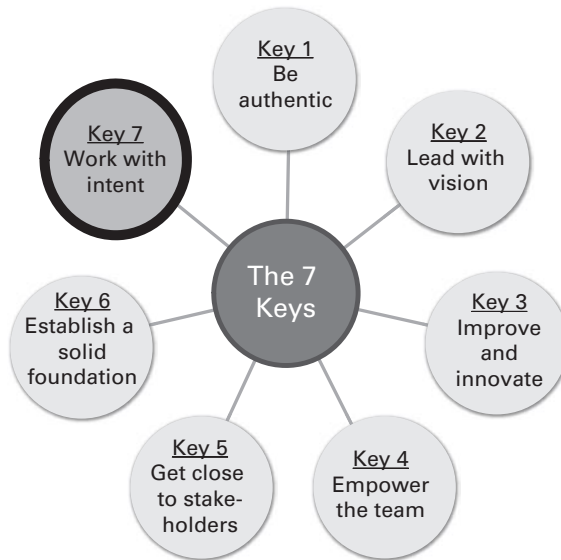 Key 1
Be
authentic
Key 2
Lead with
vision
Key 3
Improve
and
innovate
Key 4
Empower
the team
Key 5
Get close
to stake-
holders
Key 6
Establish a
solid
foundation
Key 7
Work with
intent
The 7
Keys